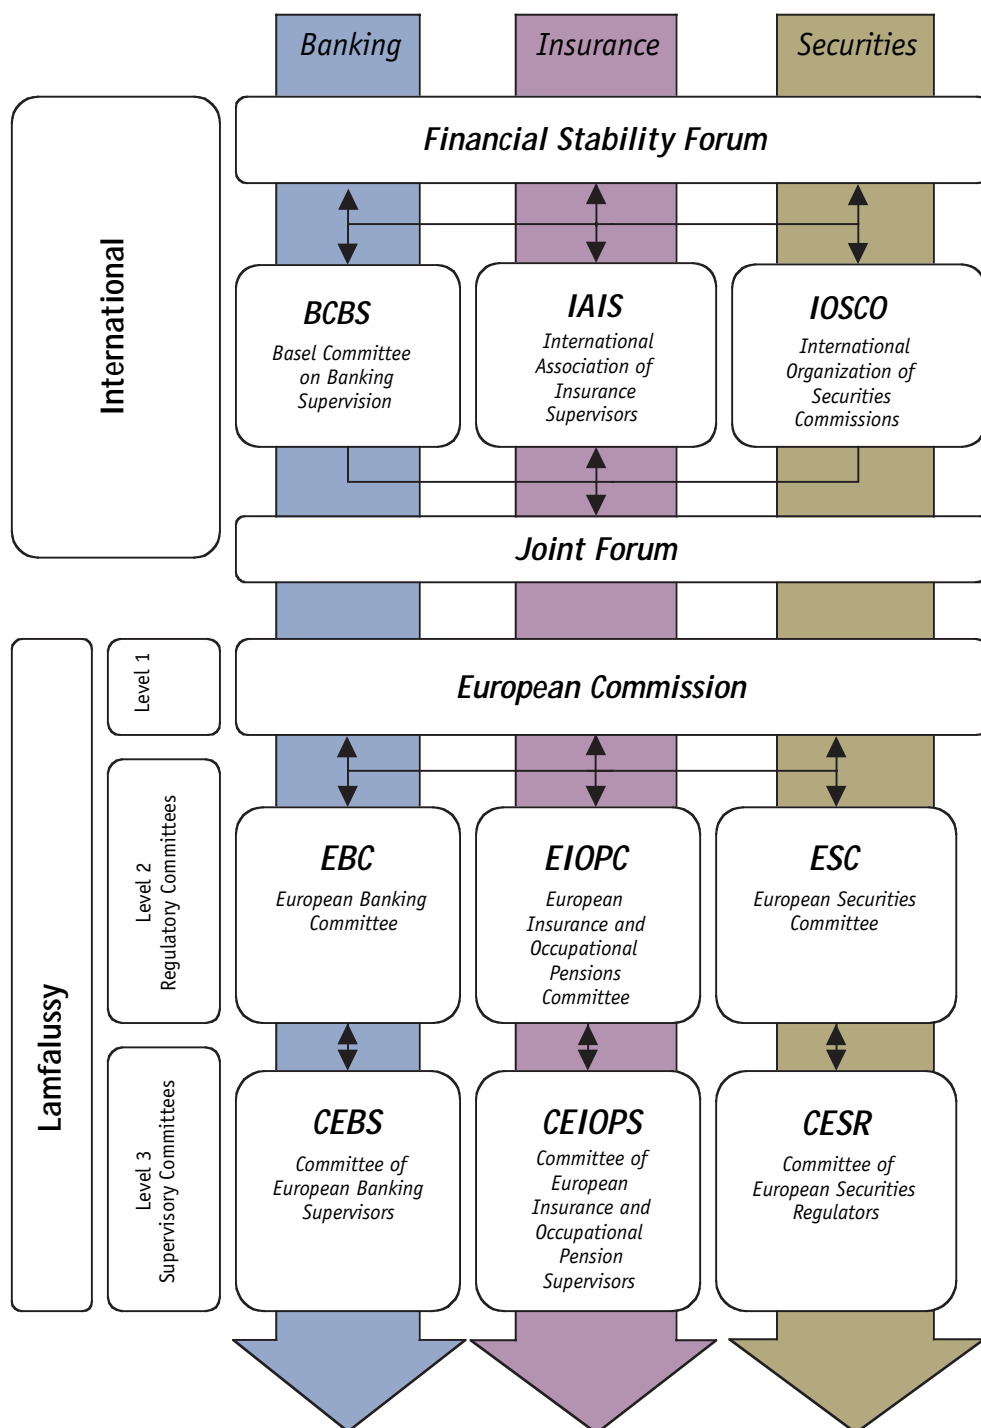 Banking
Insurance
Securities
International
Financial Stability Forum
BCBS
Basel Committee
on Banking
Supervision
IAIS
International
Association of
Insurance
Supervisors
IOSCO
International
Organization of
Securities
Commissions
Joint Forum
Lamfalussy
Level 1
European Commission
Level 2
Regulatory Committees
EBC
European Banking
Committee
EIOPC
European
Insurance and
Occupational
Pensions
Committee
ESC
European Securities
Committee
Level 3
Supervisory Committees
CEBS
Committee of
European Banking
Supervisors
CEIOPS
Committee of
European
Insurance and
Occupational
Pension
Supervisors
CESR
Committee of
European Securities
Regulators